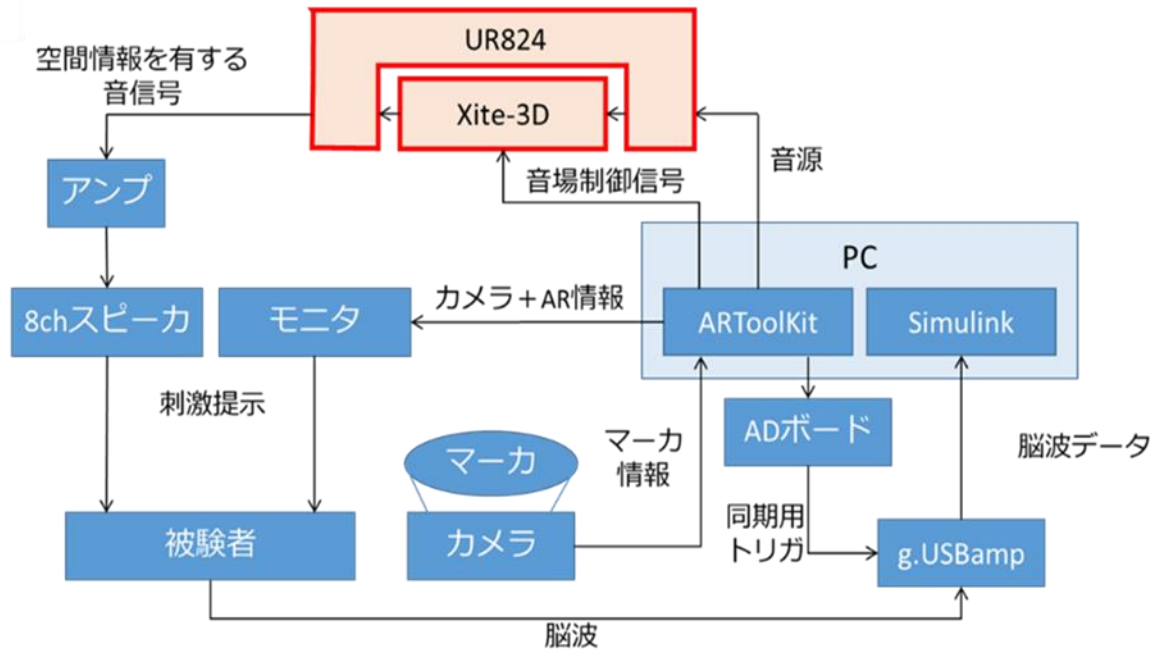 UR824
空間情報を有する
音信号
Xite-3D
音源
アンプ
音場制御信号
PC
8chスピーカ
モニタ
カメラ＋AR情報
ARToolKit
Simulink
刺激提示
マーカ
マーカ
情報
ADボード
脳波データ
被験者
カメラ
同期用
トリガ
g.USBamp
脳波